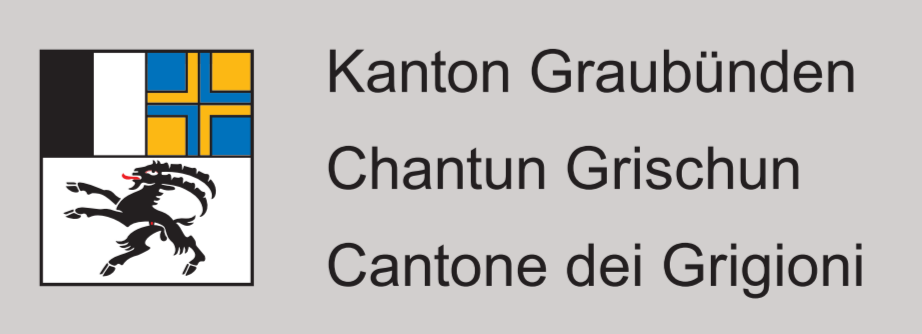 Kanton Graubünden
Chantun Grischun
Cantone dei Grigioni